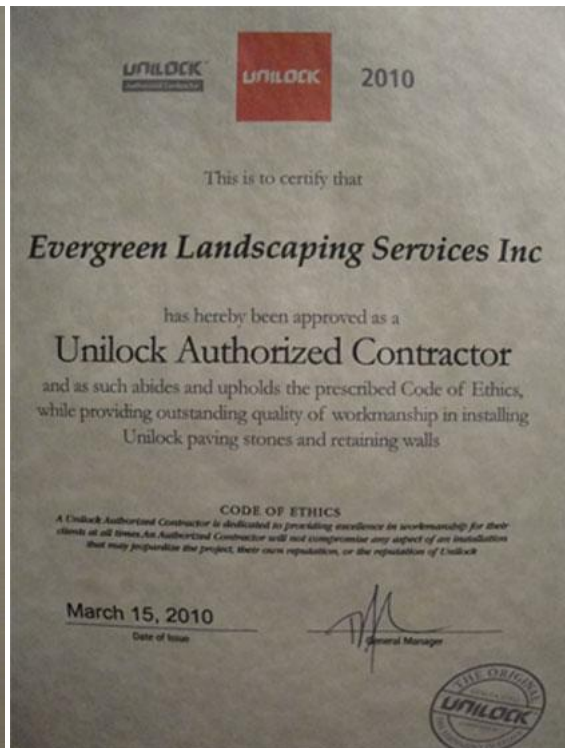 UNILOCK
Authorized Contractor
UNILOCK
2010
This is to certify that
Evergreen Landscaping Services Inc
has hereby been approved as a
Unilock Authorized Contractor
and as such abides and upholds the prescribed Code of Ethics,
while providing outstanding quality of workmanship in installing
Unilock paving stones and retaining walls
CODE OF ETHICS
A Unilock Authorized Contractor is dedicated to providing excellence in workmanship for their
clients at all times. An Authorized Contractor will not compromise any aspect of an installation
that may jeopardize the project, their own reputation, or the reputation of Unilock
March 15, 2010
Date of Issue
General Manager
THE ORIGINAL
UNILOCK